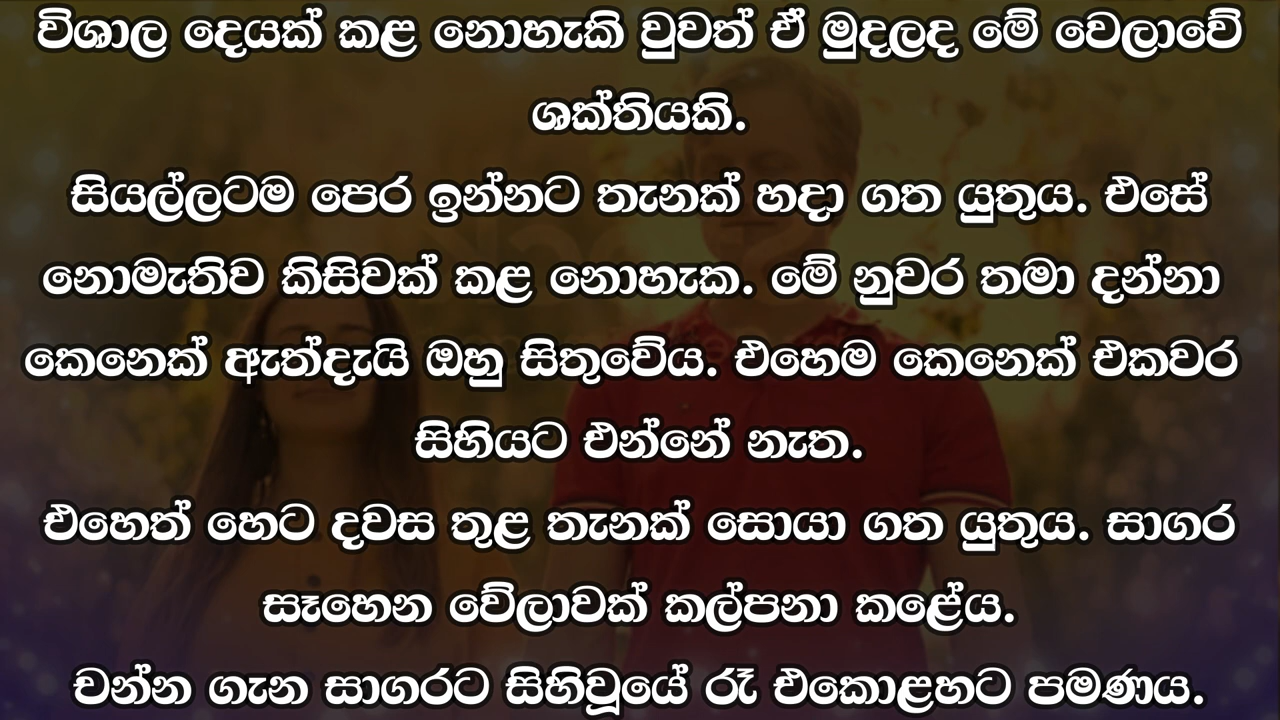 විශාල දෙයක් කළ නොහැකි වුවත් ඒ මුදලද මේ වෙලාවේ
ශක්තියකි.
සියල්ලටම පෙර ඉන්නට තැනක් හදා ගත යුතුය. එසේ
නොමැතිව කිසිවක් කළ නොහැක. මේ නුවර තමා දන්නා
කෙනෙක් ඇත්දැයි ඔහු සිතුවේය. එහෙම කෙනෙක් එකවර
සිහියට එන්නේ නැත.
එහෙත් හෙට දවස තුළ තැනක් සොයා ගත යුතුය. සාගර
සෑහෙන වේලාවක් කල්පනා කළේය.
චන්න ගැන සාගරට සිහිවූයේ රෑ එකොළහට පමණය.